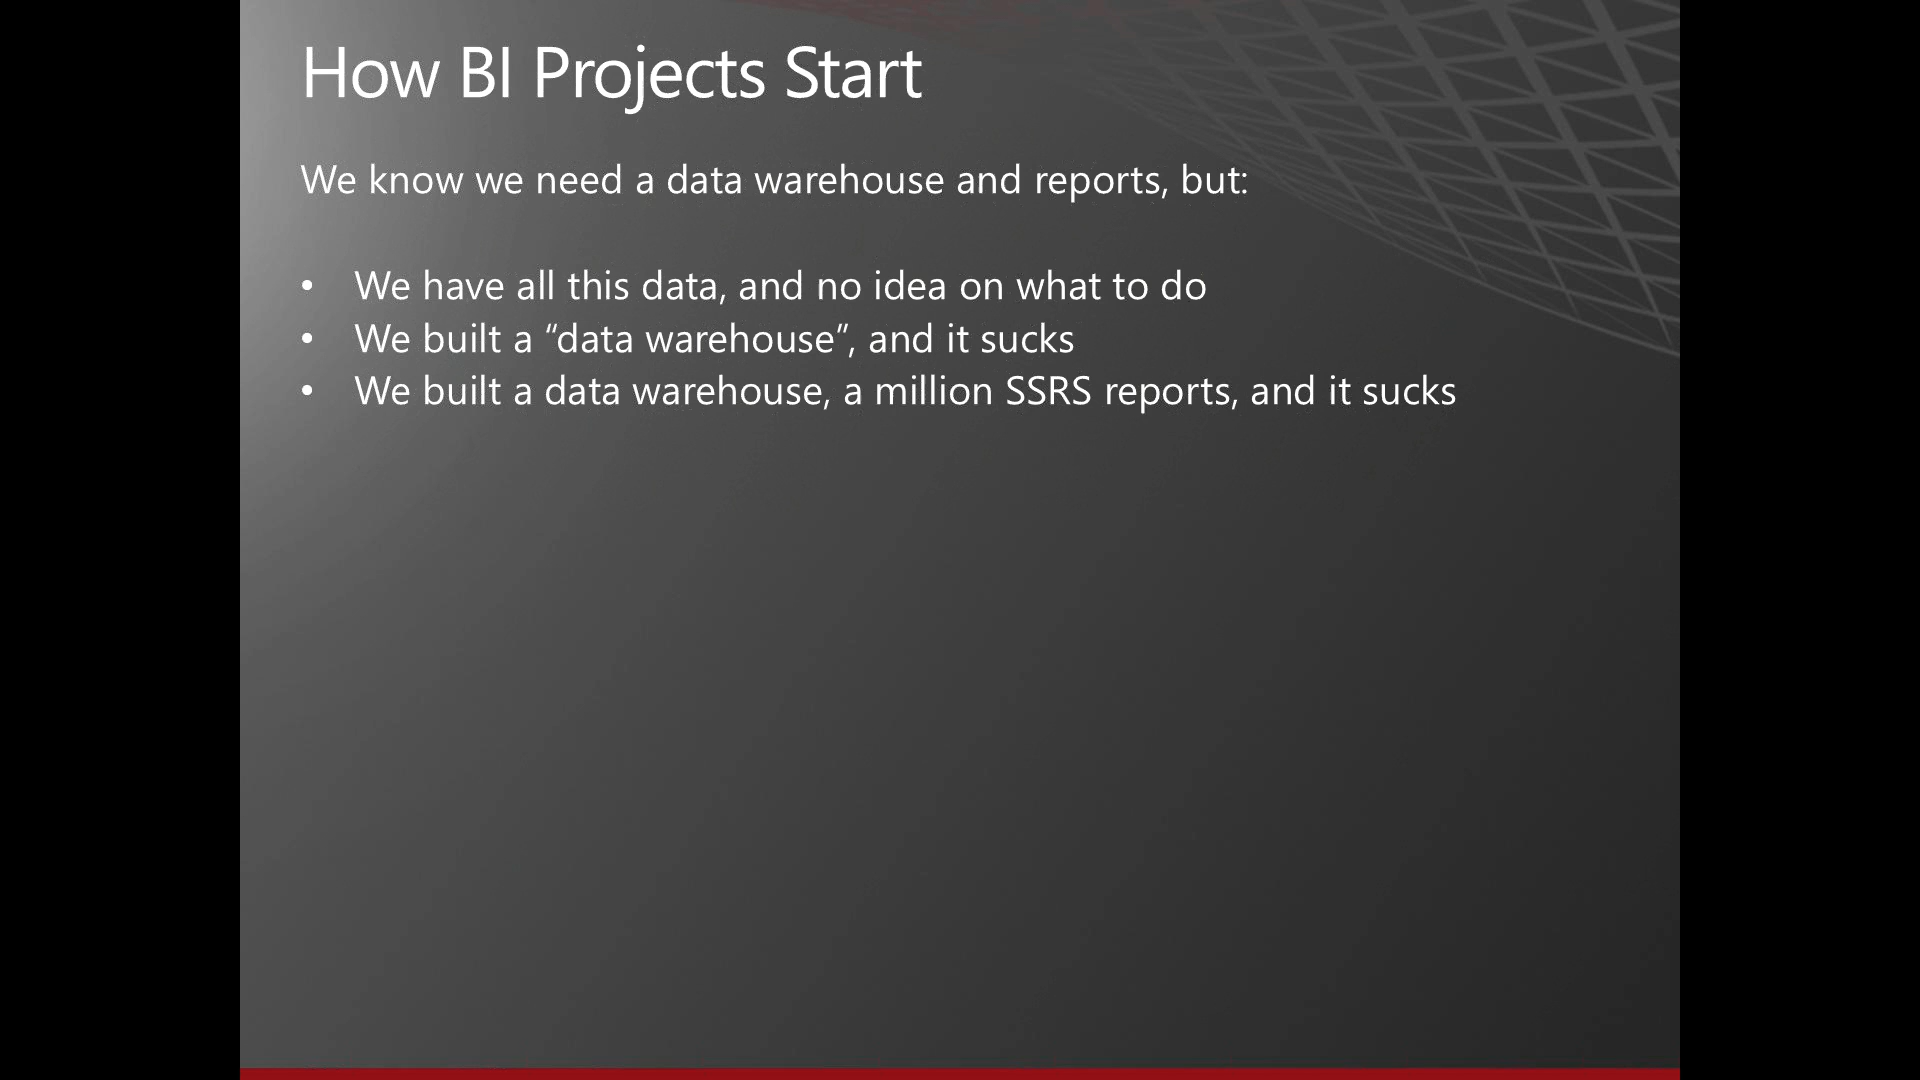 How BI Projects Start
We know we need a data warehouse and reports, but:
• We have all this data, and no idea on what to do
• We built a “data warehouse”, and it sucks
• We built a data warehouse, a million SSRS reports, and it sucks